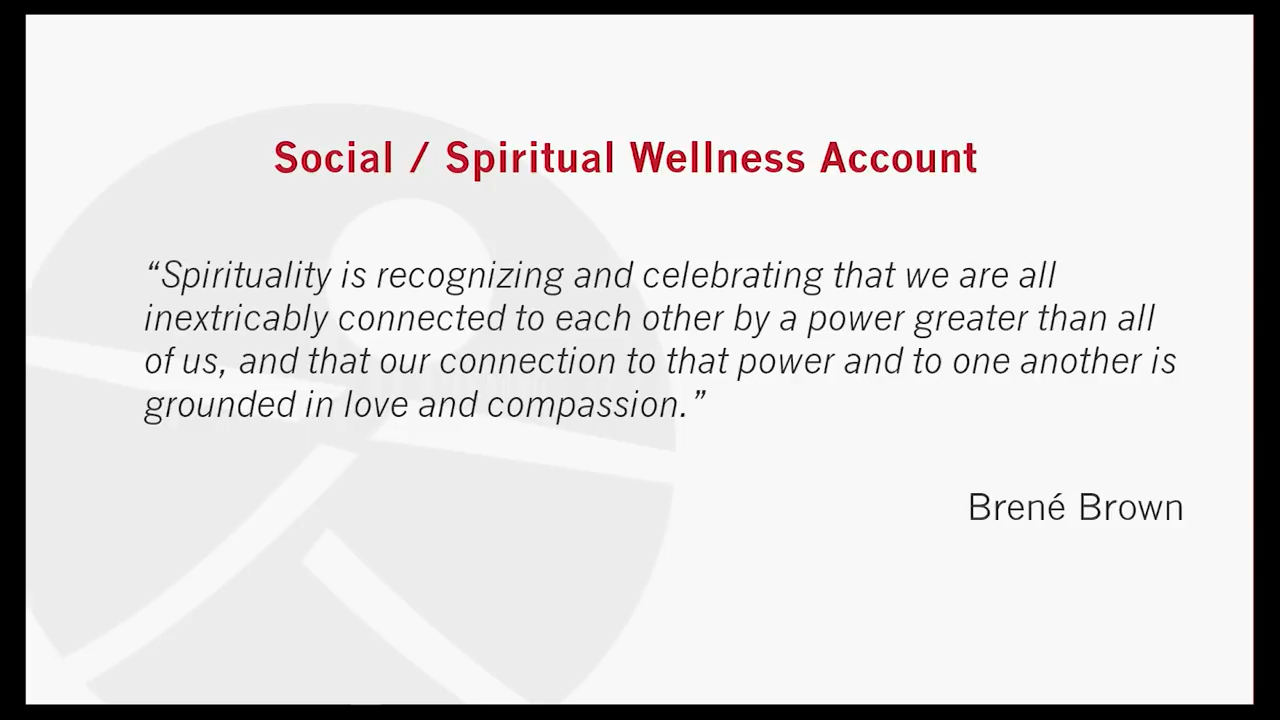 Social / Spiritual Wellness Account
“Spirituality is recognizing and celebrating that we are all
inextricably connected to each other by a power greater than all
of us, and that our connection to that power and to one another is
grounded in love and compassion.”
Brené Brown